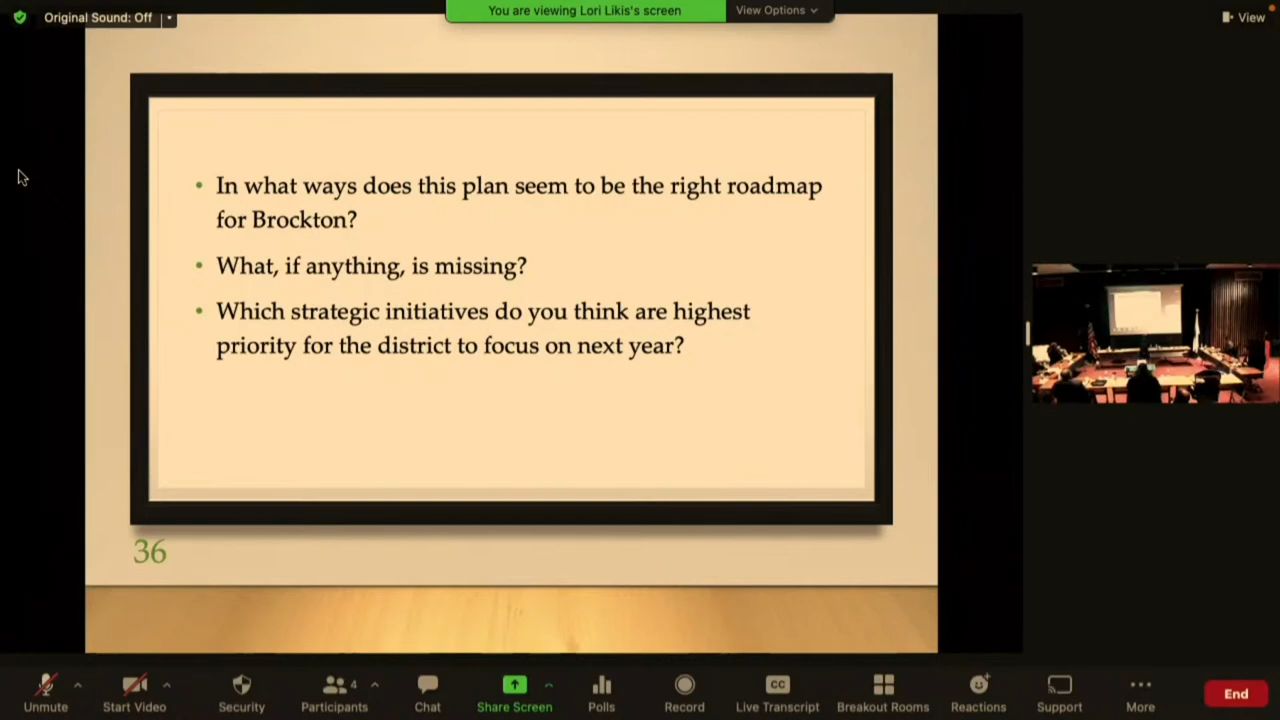 Original Sound: Off
You are viewing Lori Likis's screen
View Options
View
In what ways does this plan seem to be the right roadmap
for Brockton?
What, if anything, is missing?
Which strategic initiatives do you think are highest
priority for the district to focus on next year?
36
4
CC
Unmute
Start Video
Security
Participants
Chat
Share Screen
Polls
Record
Live Transcript
Breakout Rooms
Reactions
Support
More
End